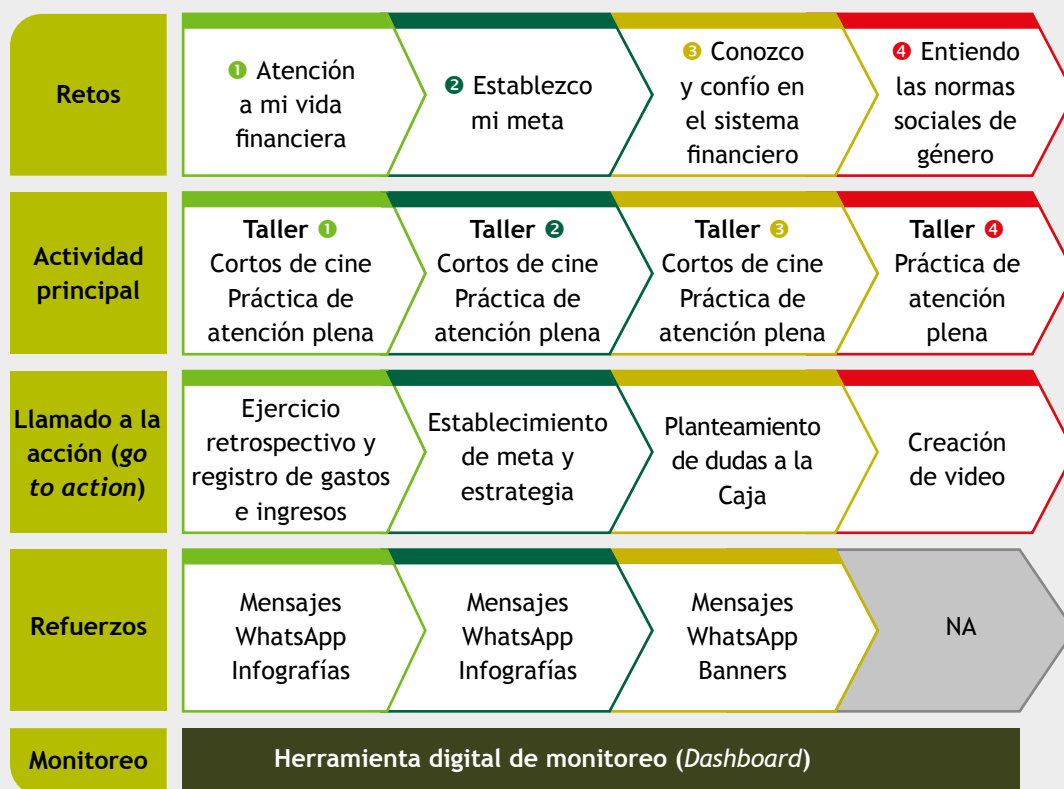 Retos
❶ Atención
a mi vida
financiera
❷ Establezco
mi meta
❸ Conozco
y confío en
el sistema
financiero
❹ Entiendo
las normas
sociales de
género
Actividad
principal
Taller ❶
Cortos de cine
Práctica de
atención plena
Taller ❷
Cortos de cine
Práctica de
atención plena
Taller ❸
Cortos de cine
Práctica de
atención plena
Taller ❹
Práctica de
atención
plena
Llamado a la
acción (go
to action)
Ejercicio
retrospectivo y
registro de gastos
e ingresos
Establecimiento
de meta y
estrategia
Planteamiento
de dudas a la
Caja
Creación
de video
Refuerzos
Mensajes
WhatsApp
Infografías
Mensajes
WhatsApp
Infografías
Mensajes
WhatsApp
Banners
NA
Monitoreo
Herramienta digital de monitoreo (Dashboard)